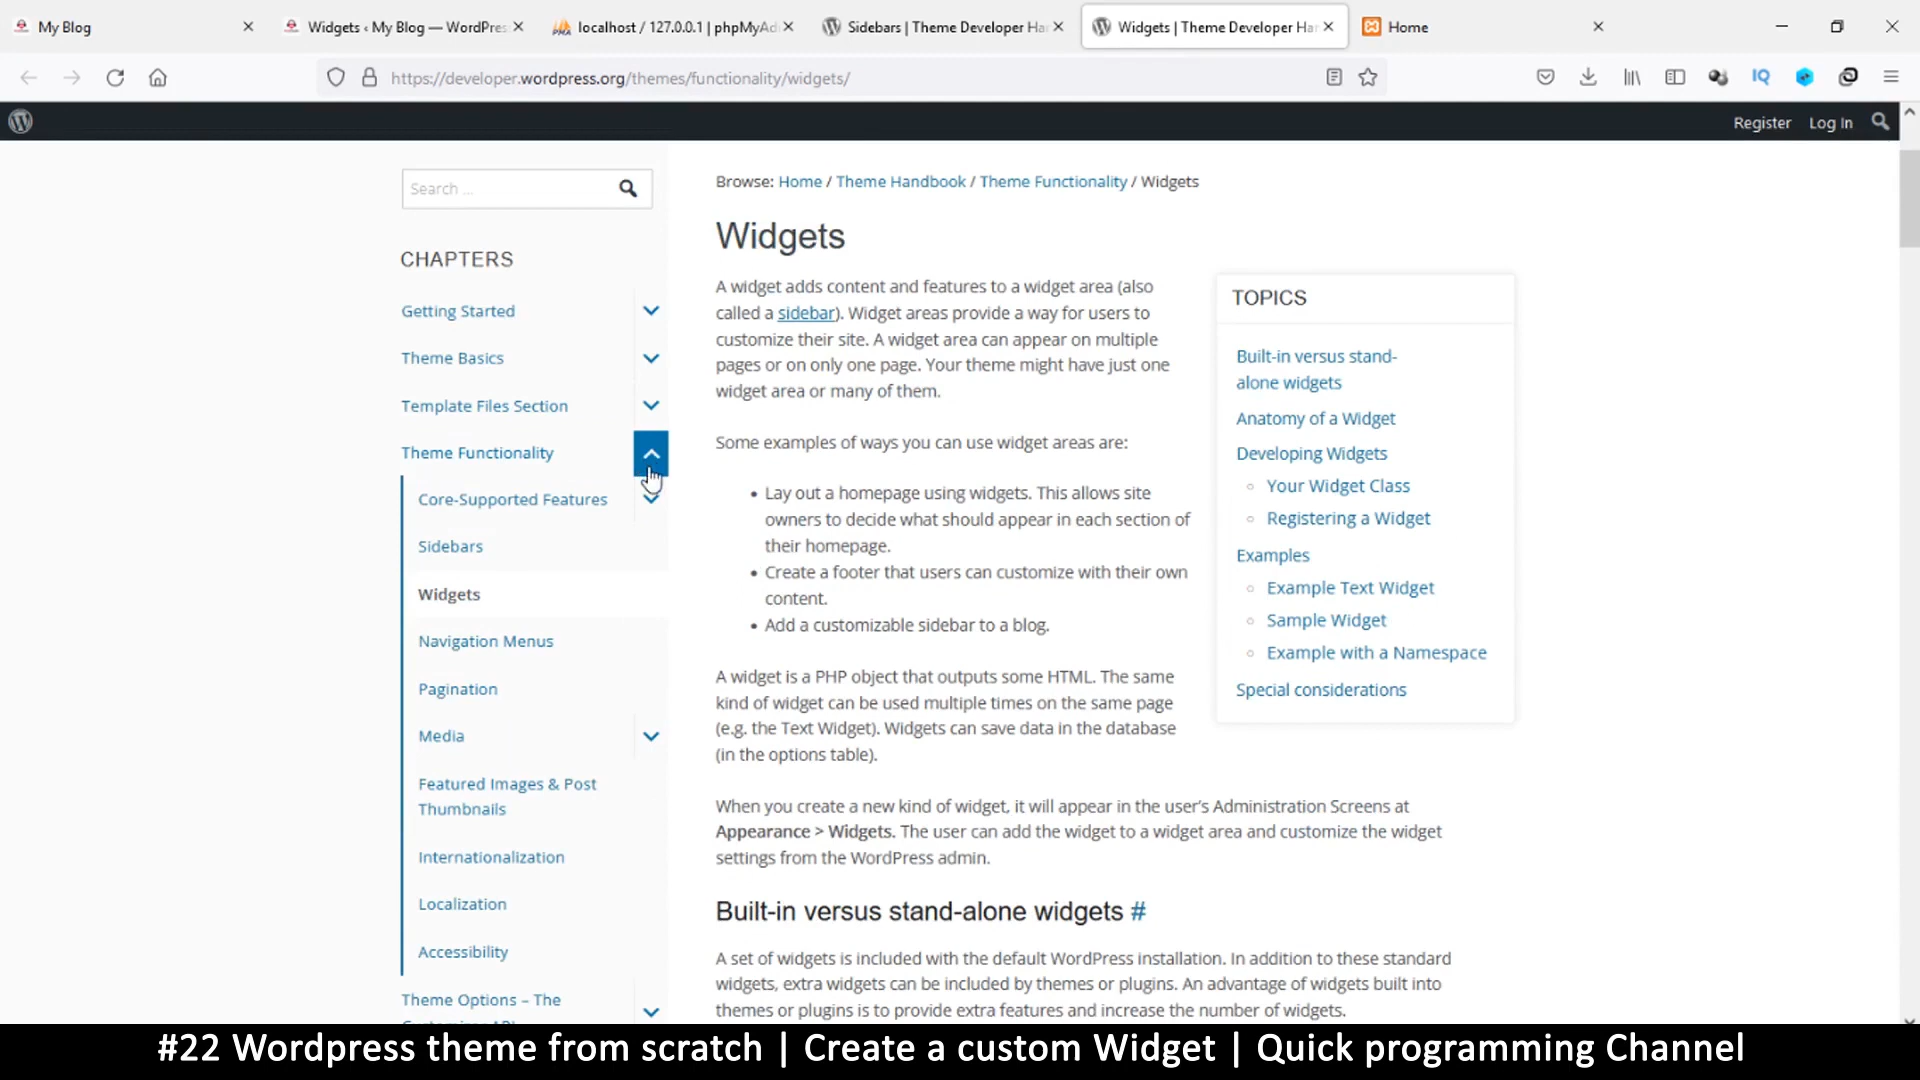 My Blog
Widgets ‹ My Blog — WordPres
localhost / 127.0.0.1 | phpMyAd
Sidebars | Theme Developer Ha
Widgets | Theme Developer Har
Home
https://developer.wordpress.org/themes/functionality/widgets/
IQ
Register Log In
Search ...
CHAPTERS
Getting Started
Theme Basics
Template Files Section
Theme Functionality
Core-Supported Features
Sidebars
Widgets
Navigation Menus
Pagination
Media
Featured Images & Post
Thumbnails
Internationalization
Localization
Accessibility
Theme Options – The
Customizer API
Browse: Home / Theme Handbook / Theme Functionality / Widgets
Widgets
A widget adds content and features to a widget area (also
called a sidebar). Widget areas provide a way for users to
customize their site. A widget area can appear on multiple
pages or on only one page. Your theme might have just one
widget area or many of them.
Some examples of ways you can use widget areas are:
• Lay out a homepage using widgets. This allows site
owners to decide what should appear in each section of
their homepage.
• Create a footer that users can customize with their own
content.
• Add a customizable sidebar to a blog.
A widget is a PHP object that outputs some HTML. The same
kind of widget can be used multiple times on the same page
(e.g. the Text Widget). Widgets can save data in the database
(in the options table).
When you create a new kind of widget, it will appear in the user’s Administration Screens at
Appearance > Widgets. The user can add the widget to a widget area and customize the widget
settings from the WordPress admin.
Built-in versus stand-alone widgets #
A set of widgets is included with the default WordPress installation. In addition to these standard
widgets, extra widgets can be included by themes or plugins. An advantage of widgets built into
themes or plugins is to provide extra features and increase the number of widgets.
TOPICS
Built-in versus stand-
alone widgets
Anatomy of a Widget
Developing Widgets
Your Widget Class
Registering a Widget
Examples
Example Text Widget
Sample Widget
Example with a Namespace
Special considerations
#22 Wordpress theme from scratch | Create a custom Widget | Quick programming Channel